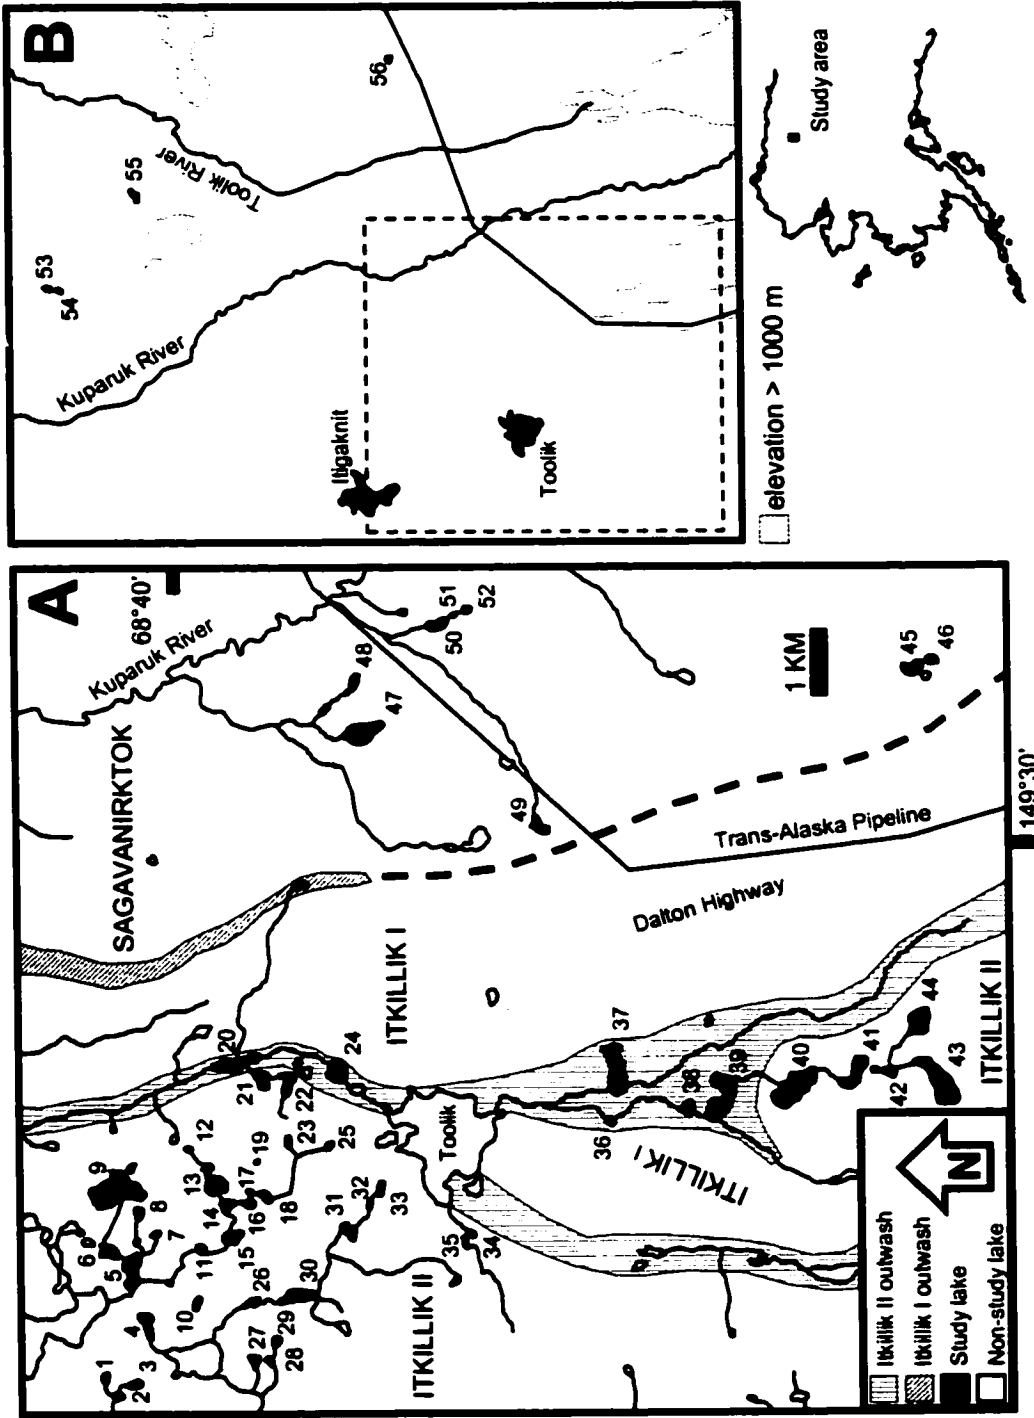 A
68°40'
Kuparuk River
SAGAVANIRKTOK
ITKILLIK I
ITKILLIK I
ITKILLIK II
ITKILLIK II
Toolik
Dalton Highway
Trans-Alaska Pipeline
1 KM
149°30'
1
2
3
4
5
6
7
8
9
10
11
12
13
14
15
16
17
18
19
20
21
22
23
24
25
26
27
28
29
30
31
32
33
34
35
36
37
38
39
40
41
42
43
44
45
46
47
48
49
50
51
52
Itkillik II outwash
Itkillik I outwash
Study lake
Non-study lake
N
B
53
54
55
56
Kuparuk River
Toolik River
Itigaknit
Toolik
elevation > 1000 m
Study area